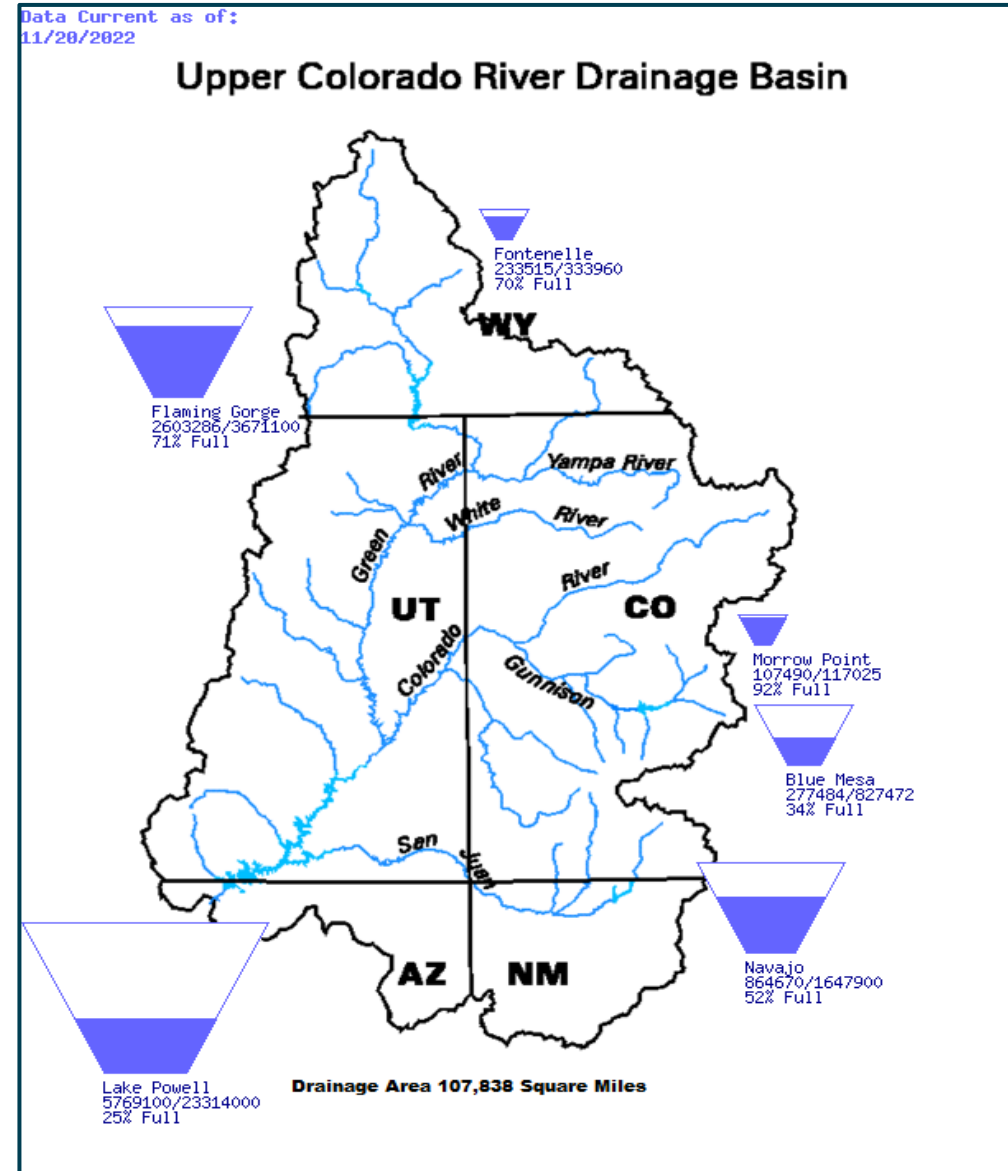 Data Current as of:
11/20/2022
Upper Colorado River Drainage Basin
Fontenelle
233515/333960
70% Full
WY
Flaming Gorge
2603286/3671100
71% Full
River
Yampa River
White
River
Green
River
UT
CO
Colorado
Gunnison
Morrow Point
107490/117025
92% Full
Blue Mesa
277484/827472
34% Full
San
Juan
Navajo
864670/1647900
52% Full
AZ
NM
Lake Powell
5769100/23314000
25% Full
Drainage Area 107,838 Square Miles